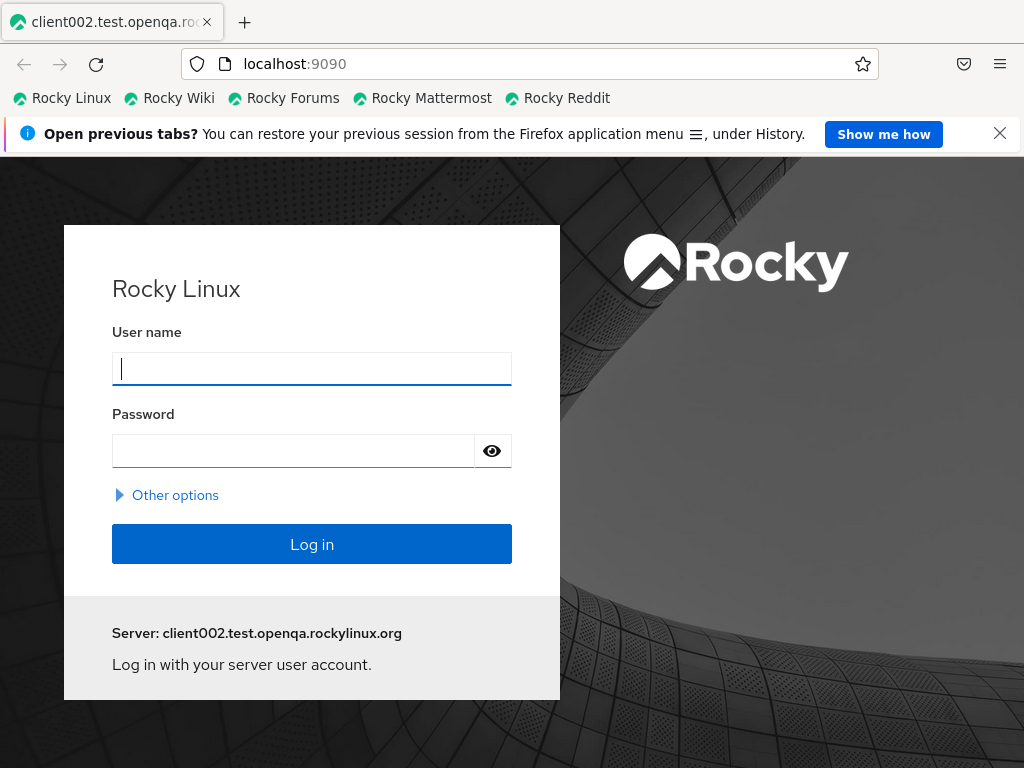 client002.test.openqa.roc
localhost:9090
Rocky Linux Rocky Wiki Rocky Forums Rocky Mattermost Rocky Reddit
Open previous tabs? You can restore your previous session from the Firefox application menu ☰, under History. Show me how
Rocky
Rocky Linux
User name
Password
Other options
Log in
Server: client002.test.openqa.rockylinux.org
Log in with your server user account.